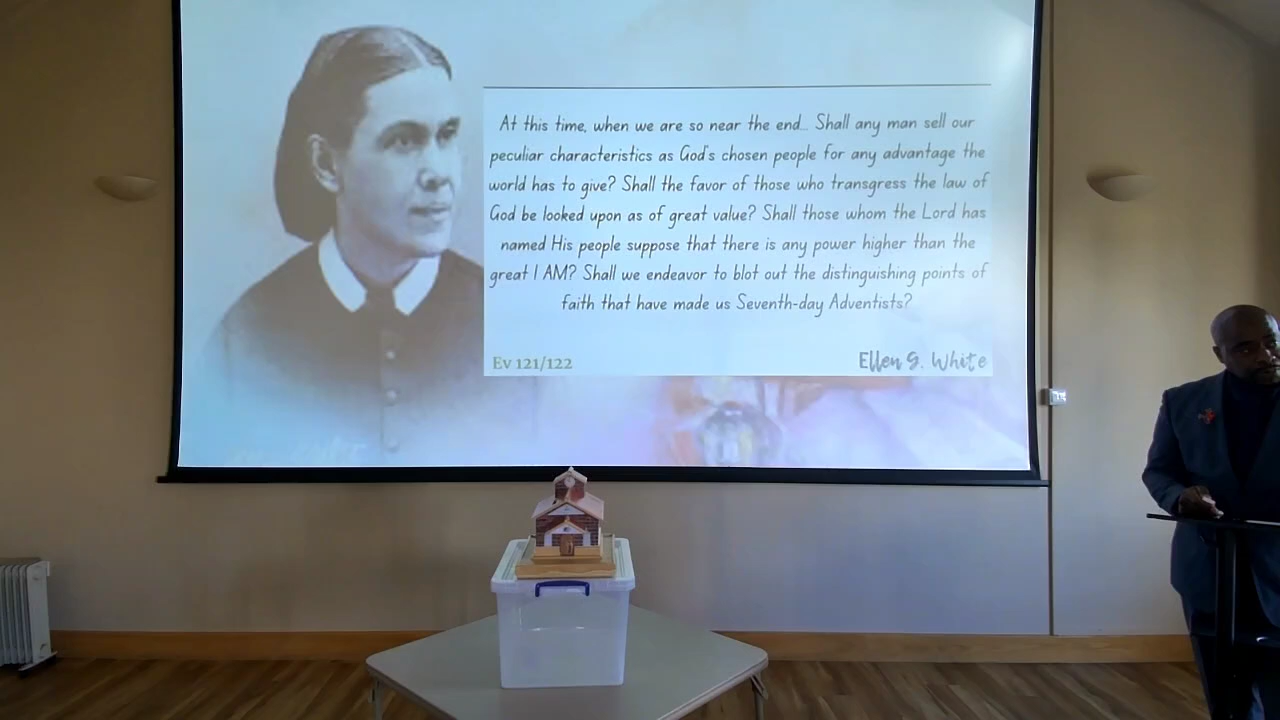 At this time, when we are so near the end... Shall any man sell our
peculiar characteristics as God's chosen people for any advantage the
world has to give? Shall the favor of those who transgress the law of
God be looked upon as of great value? Shall those whom the Lord has
named His people suppose that there is any power higher than the
great I AM? Shall we endeavor to blot out the distinguishing points of
faith that have made us Seventh-day Adventists?
Ev 121/122
Ellen G. White